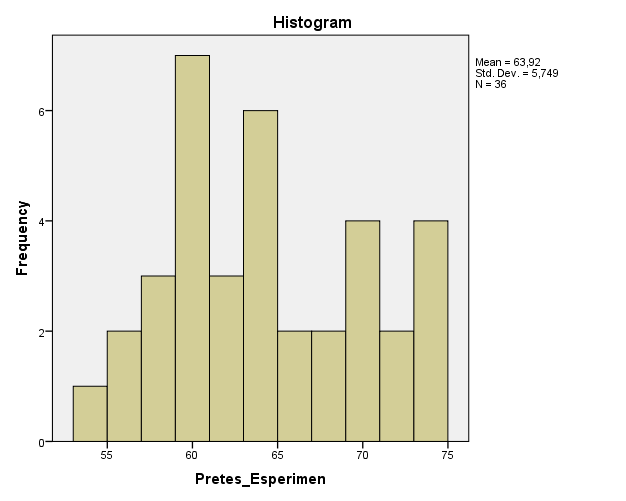 Histogram
Mean = 63,92
Std. Dev. = 5,749
N = 36
6
4
2
0
Frequency
55 60 65 70 75
Pretes_Esperimen